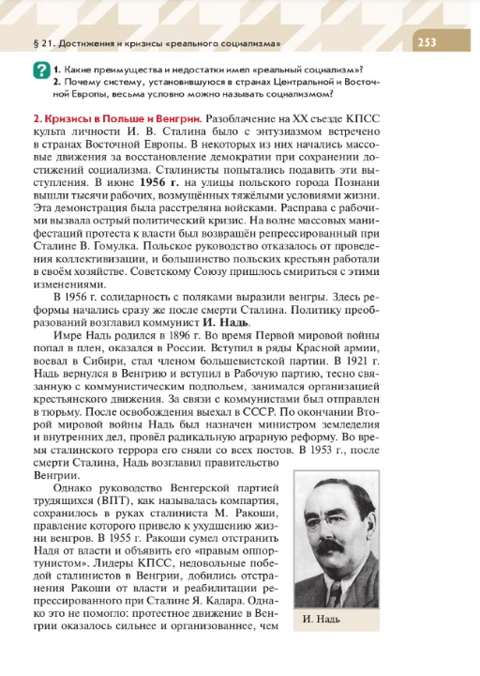 § 21. Достижения и кризисы «реального социализма»
253
? 1. Какие преимущества и недостатки имел «реальный социализм»?
2. Почему систему, установившуюся в странах Центральной и Восточ-
ной Европы, весьма условно можно называть социализмом?
2. Кризисы в Польше и Венгрии. Разоблачение на XX съезде КПСС
культа личности И. В. Сталина было с энтузиазмом встречено
в странах Восточной Европы. В некоторых из них начались массо-
вые движения за восстановление демократии при сохранении до-
стижений социализма. Сталинисты попытались подавить эти вы-
ступления. В июне 1956 г. на улицы польского города Познани
вышли тысячи рабочих, возмущённых тяжёлыми условиями жизни.
Эта демонстрация была расстреляна войсками. Расправа с рабочи-
ми вызвала острый политический кризис. На волне массовых мани-
фестаций протеста к власти был возвращён репрессированный при
Сталине В. Гомулка. Польское руководство отказалось от проведе-
ния коллективизации, и большинство польских крестьян работали
в своём хозяйстве. Советскому Союзу пришлось смириться с этими
изменениями.
В 1956 г. солидарность с поляками выразили венгры. Здесь ре-
формы начались сразу же после смерти Сталина. Политику преоб-
разований возглавил коммунист И. Надь.
Имре Надь родился в 1896 г. Во время Первой мировой войны
попал в плен, оказался в России. Вступил в ряды Красной армии,
воевал в Сибири, стал членом большевистской партии. В 1921 г.
Надь вернулся в Венгрию и вступил в Рабочую партию, тесно свя-
занную с коммунистическим подпольем, занимался организацией
крестьянского движения. За связи с коммунистами был отправлен
в тюрьму. После освобождения выехал в СССР. По окончании Вто-
рой мировой войны Надь был назначен министром земледелия
и внутренних дел, провёл радикальную аграрную реформу. Во вре-
мя сталинского террора его сняли со всех постов. В 1953 г., после
смерти Сталина, Надь возглавил правительство
Венгрии.
Однако руководство Венгерской партией
трудящихся (ВПТ), как называлась компартия,
сохранилось в руках сталиниста М. Ракоши,
правление которого привело к ухудшению жиз-
ни венгров. В 1955 г. Ракоши сумел отстранить
Надя от власти и объявить его «правым оппор-
тунистом». Лидеры КПСС, недовольные побе-
дой сталинистов в Венгрии, добились отстра-
нения Ракоши от власти и реабилитации ре-
прессированного при Сталине Я. Кадара. Одна-
ко это не помогло: протестное движение в Вен-
грии оказалось сильнее и организованнее, чем
И. Надь